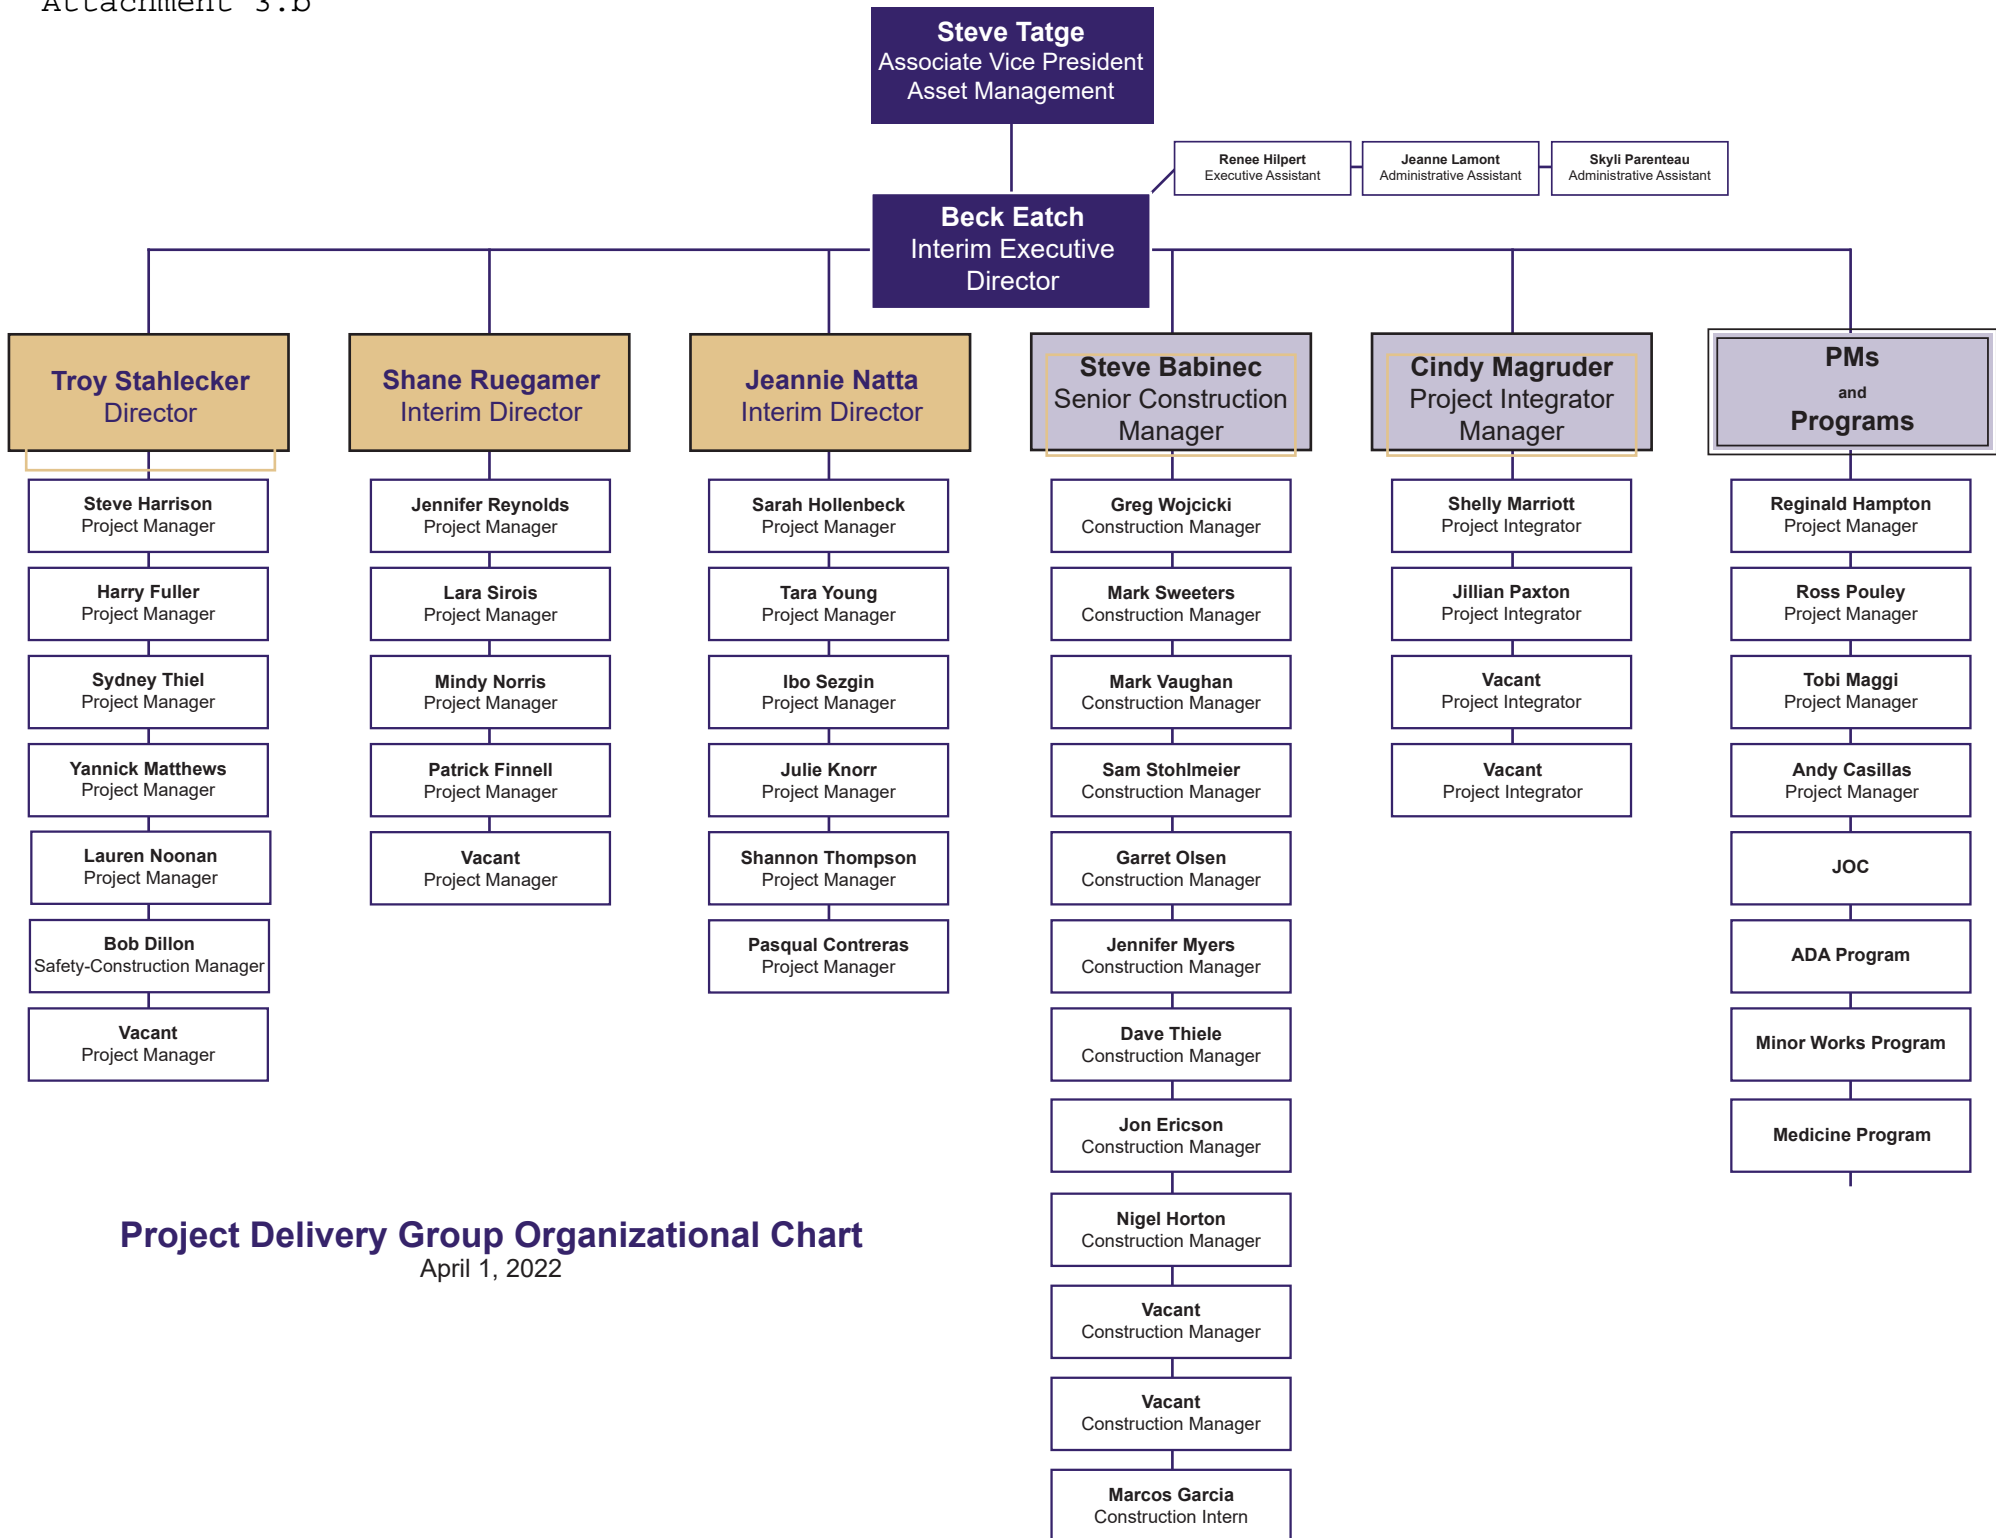 Attachment 3.b
Steve Tatge
Associate Vice President
Asset Management
Renee Hilpert
Executive Assistant
Jeanne Lamont
Administrative Assistant
Skyli Parenteau
Administrative Assistant
Beck Eatch
Interim Executive
Director
Troy Stahlecker
Director
Steve Harrison
Project Manager
Harry Fuller
Project Manager
Sydney Thiel
Project Manager
Yannick Matthews
Project Manager
Lauren Noonan
Project Manager
Bob Dillon
Safety-Construction Manager
Vacant
Project Manager
Shane Ruegamer
Interim Director
Jennifer Reynolds
Project Manager
Lara Sirois
Project Manager
Mindy Norris
Project Manager
Patrick Finnell
Project Manager
Vacant
Project Manager
Jeannie Natta
Interim Director
Sarah Hollenbeck
Project Manager
Tara Young
Project Manager
Ibo Sezgin
Project Manager
Julie Knorr
Project Manager
Shannon Thompson
Project Manager
Pasqual Contreras
Project Manager
Steve Babinec
Senior Construction
Manager
Greg Wojcicki
Construction Manager
Mark Sweeters
Construction Manager
Mark Vaughan
Construction Manager
Sam Stohlmeier
Construction Manager
Garret Olsen
Construction Manager
Jennifer Myers
Construction Manager
Dave Thiele
Construction Manager
Jon Ericson
Construction Manager
Nigel Horton
Construction Manager
Vacant
Construction Manager
Vacant
Construction Manager
Marcos Garcia
Construction Intern
Cindy Magruder
Project Integrator
Manager
Shelly Marriott
Project Integrator
Jillian Paxton
Project Integrator
Vacant
Project Integrator
Vacant
Project Integrator
PMs
and
Programs
Reginald Hampton
Project Manager
Ross Pouley
Project Manager
Tobi Maggi
Project Manager
Andy Casillas
Project Manager
JOC
ADA Program
Minor Works Program
Medicine Program
Project Delivery Group Organizational Chart
April 1, 2022